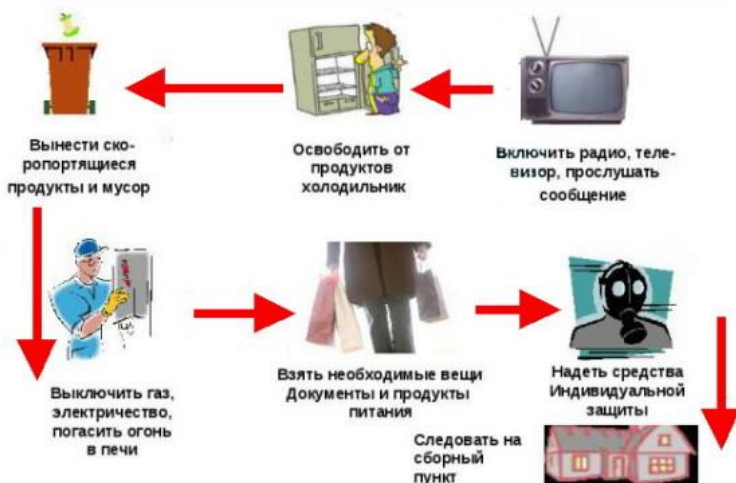 Вынести ско-
ропортящиеся
продукты и мусор
Освободить от
продуктов
холодильник
Включить радио, теле-
визор, прослушать
сообщение
Выключить газ,
электричество,
погасить огонь
в печи
Взять необходимые вещи
Документы и продукты
питания
Надеть средства
Индивидуальной
защиты
Следовать на
сборный
пункт